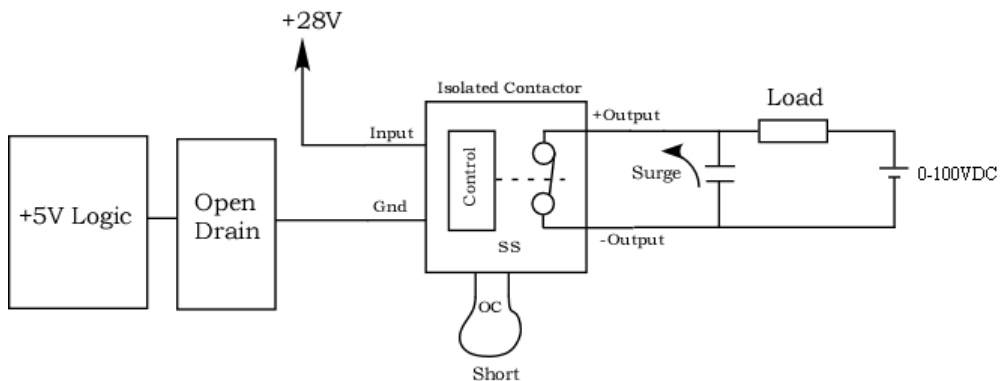 +28V
Isolated Contactor
Load
+Output
Input
Control
Surge
0-100VDC
+5V Logic
Open
Drain
Gnd
-Output
SS
OC
Short